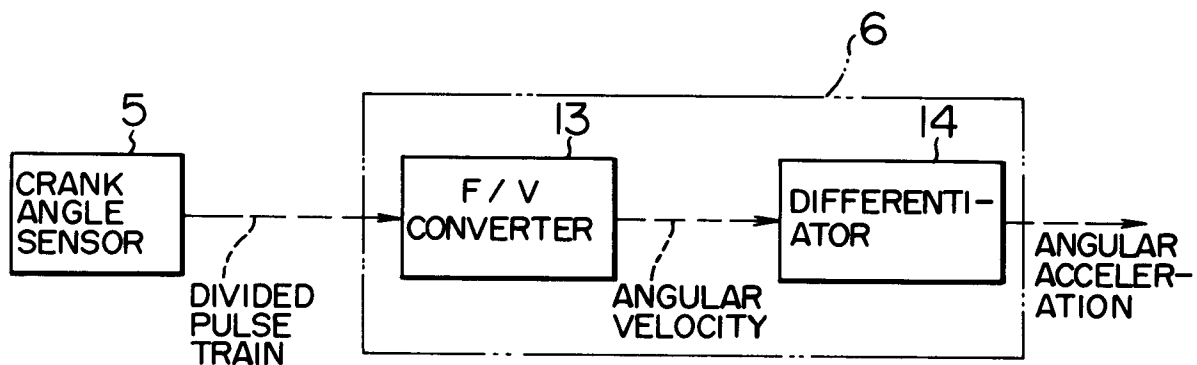 6
5
13
14
CRANK
ANGLE
SENSOR
F / V
CONVERTER
DIFFERENTI-
ATOR
DIVIDED
PULSE
TRAIN
ANGULAR
VELOCITY
ANGULAR
ACCELER-
ATION